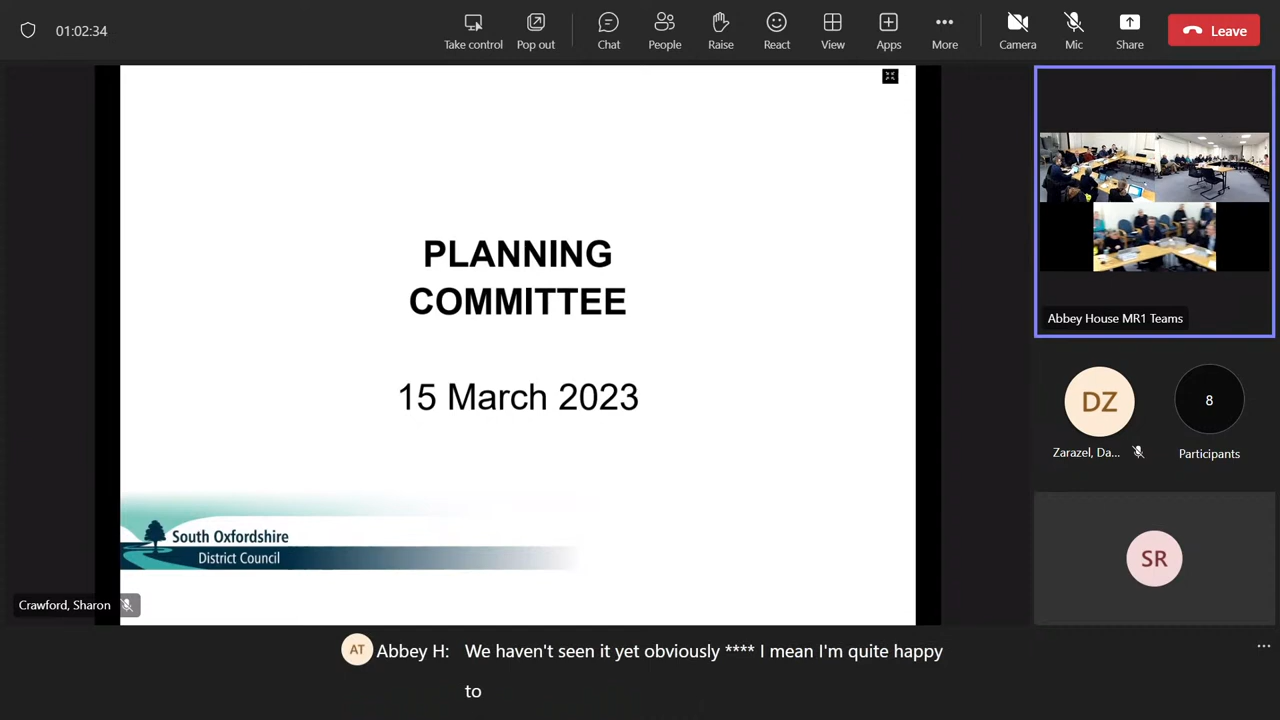 01:02:34
Take control
Pop out
Chat
People
Raise
React
View
Apps
More
Camera
Mic
Share
Leave
PLANNING
COMMITTEE
15 March 2023
South Oxfordshire
District Council
Crawford, Sharon
Abbey House MR1 Teams
DZ
8
Zarazel, Da...
Participants
SR
AT
Abbey H: We haven't seen it yet obviously **** I mean I'm quite happy
to